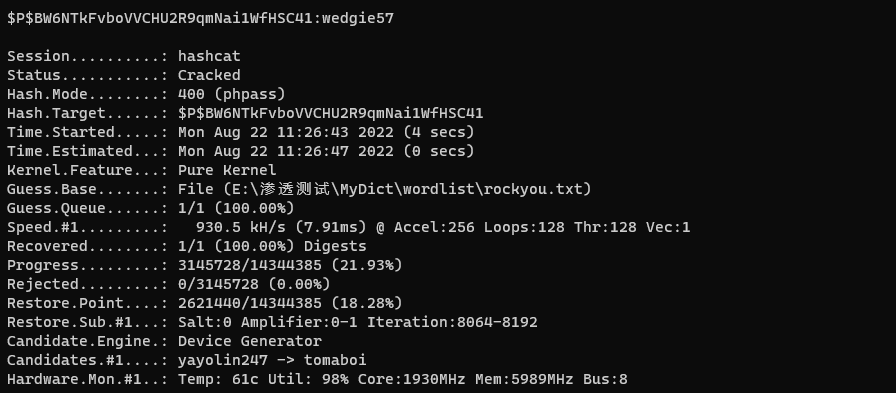 $P$BW6NTkFvboVVCHU2R9qmNai1WfHSC41:wedgie57
Session..........: hashcat
Status...........: Cracked
Hash.Mode........: 400 (phpass)
Hash.Target......: $P$BW6NTkFvboVVCHU2R9qmNai1WfHSC41
Time.Started.....: Mon Aug 22 11:26:43 2022 (4 secs)
Time.Estimated...: Mon Aug 22 11:26:47 2022 (0 secs)
Kernel.Feature...: Pure Kernel
Guess.Base.......: File (E:\渗透测试\MyDict\wordlist\rockyou.txt)
Guess.Queue......: 1/1 (100.00%)
Speed.#1.........:   930.5 kH/s (7.91ms) @ Accel:256 Loops:128 Thr:128 Vec:1
Recovered........: 1/1 (100.00%) Digests
Progress.........: 3145728/14344385 (21.93%)
Rejected.........: 0/3145728 (0.00%)
Restore.Point....: 2621440/14344385 (18.28%)
Restore.Sub.#1...: Salt:0 Amplifier:0-1 Iteration:8064-8192
Candidate.Engine.: Device Generator
Candidates.#1....: yayolin247 -> tomaboi
Hardware.Mon.#1..: Temp: 61c Util: 98% Core:1930MHz Mem:5989MHz Bus:8